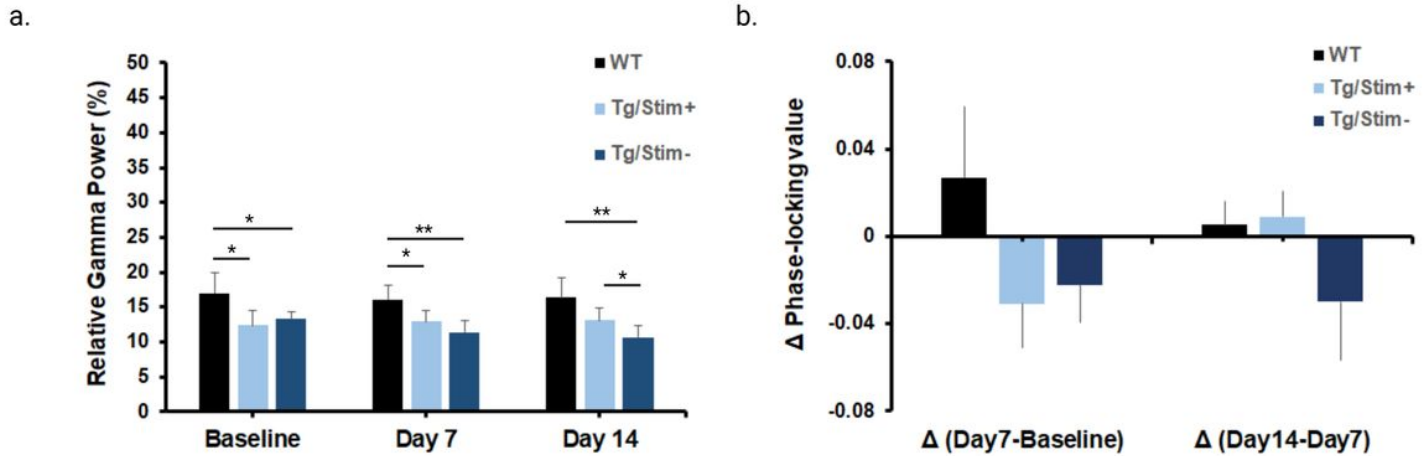 a.
Relative Gamma Power (%)
50
45
40
35
30
25
20
15
10
5
0
WT
Tg/Stim+
Tg/Stim-
*
*
**
*
**
*
Baseline
Day 7
Day 14
b.
Δ Phase-locking value
0.08
0.04
0
-0.04
-0.08
WT
Tg/Stim+
Tg/Stim-
Δ (Day7-Baseline)
Δ (Day14-Day7)